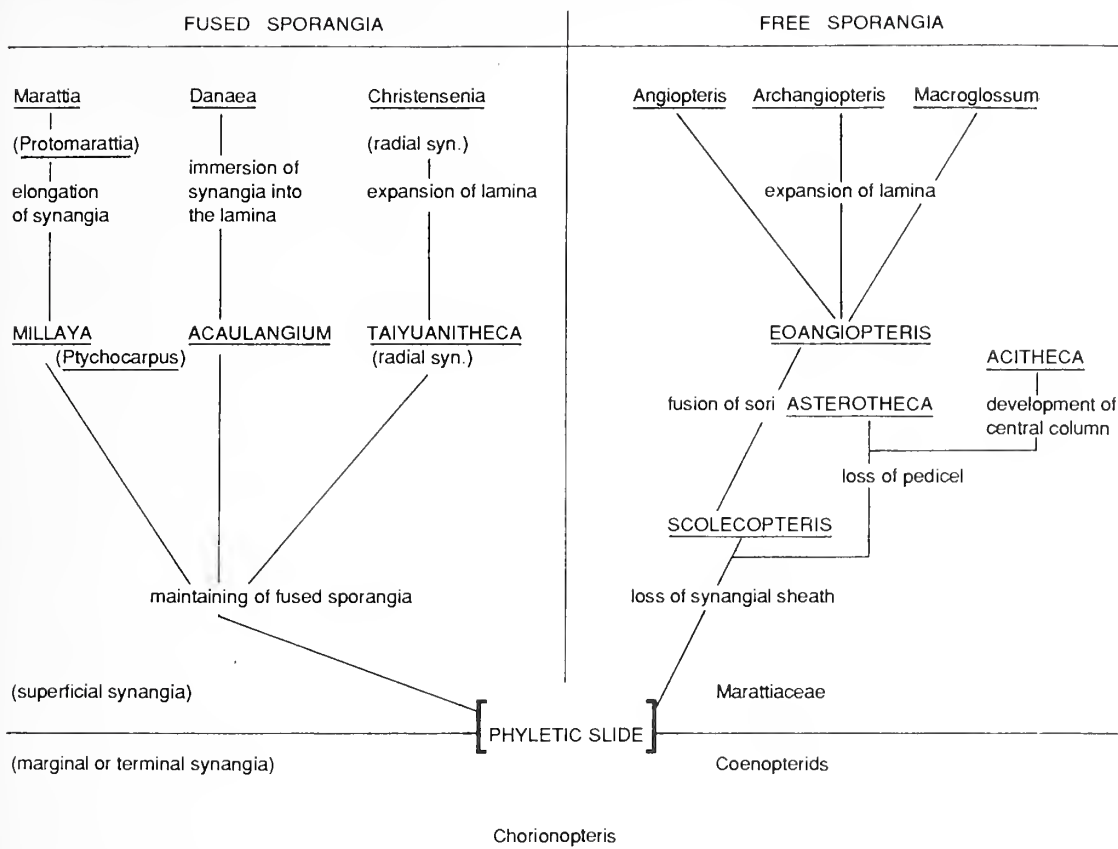 FUSED SPORANGIA
FREE SPORANGIA
Marattia
Danaea
Christensenia
Angiopteris
Archangiopteris
Macroglossum
(Protomarattia)
(radial syn.)
elongation
of synangia
immersion of
synangia into
the lamina
expansion of lamina
expansion of lamina
MILLAYA
(Ptychocarpus)
ACAULANGIUM
TAIYUANITHECA
(radial syn.)
EOANGIOPTERIS
ACITHECA
fusion of sori
ASTEROTHECA
development of
central column
loss of pedicel
SCOLECOPTERIS
maintaining of fused sporangia
loss of synangial sheath
(superficial synangia)
Marattiaceae
[PHYLETIC SLIDE]
(marginal or terminal synangia)
Coenopterids
Chorionopteris